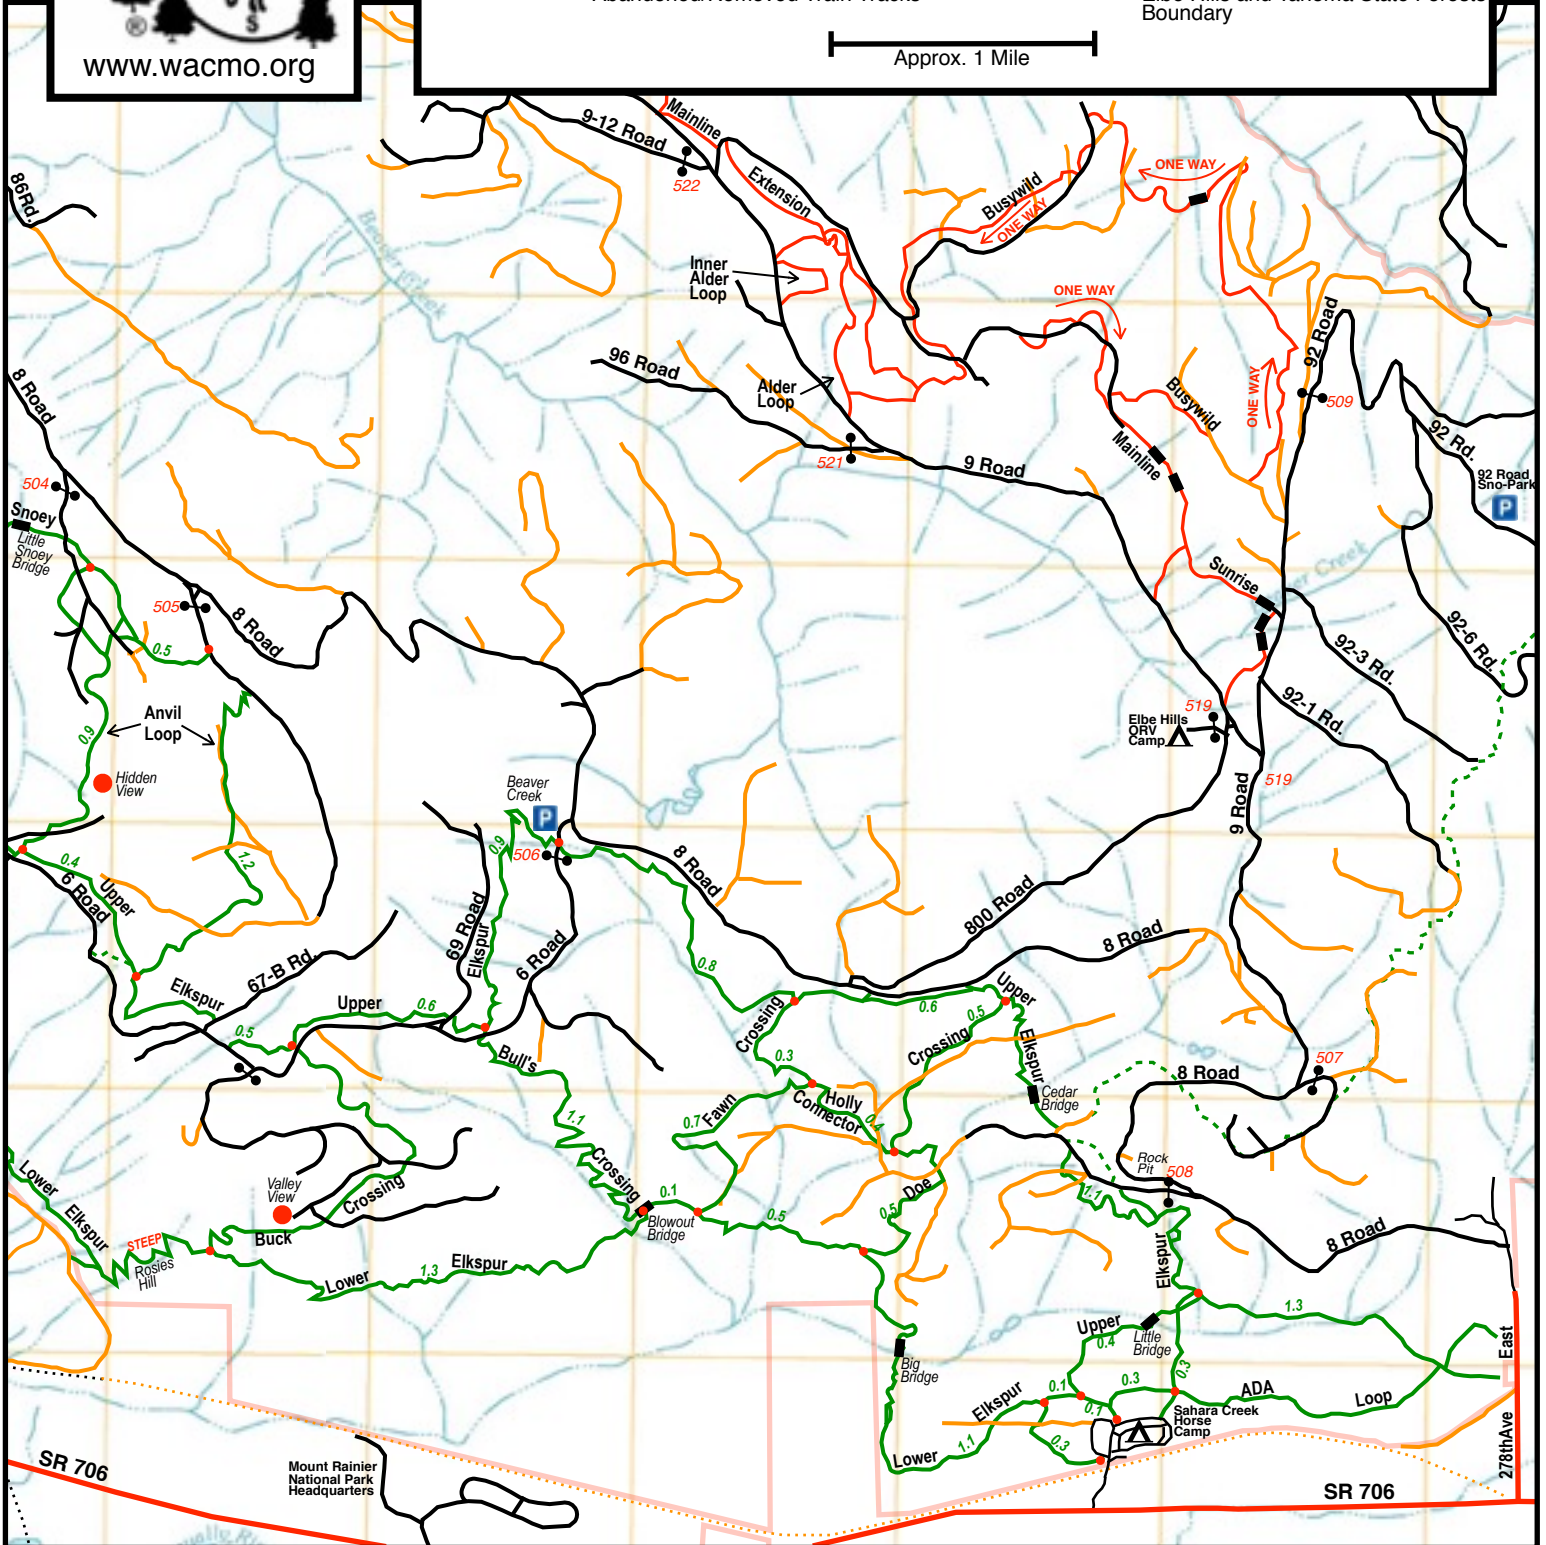 S
®
www.wacmo.org
Boundary
Approx. 1 Mile
Mainline
9-12 Road
522
Extension
ONE WAY
Busywild
ONE WAY
86Rd.
Beaver Creek
Inner
Alder
Loop
ONE WAY
92 Road
96 Road
Alder
Loop
8 Road
Busywild
ONE WAY
509
521
9 Road
Mainline
92 Rd.
92 Road
Sno-Park
P
504
Snoey
Little
Snoey
Bridge
Sunrise
Creek
505
8 Road
0.5
92-3 Rd.
92-6 Rd.
92-1 Rd.
Anvil
Loop
0.9
519
Elbe Hills
ORV
Camp
519
9 Road
Hidden
View
Beaver
Creek
P
0.9
506
0.4
1.2
6 Road
Upper
8 Road
800 Road
8 Road
69 Road
Elkspur
6 Road
67-B Rd.
0.8
Elkspur
Upper
0.6
0.5
Crossing
0.6
0.5
Upper
Crossing
Elkspur
Bull's
0.3
507
8 Road
Cedar
Bridge
Fawn
0.7
Holly
Connector
0.4
1.1
Crossing
Rock
Pit
508
1.1
Lower
Elkspur
Valley
View
Crossing
0.1
Doe
0.5
Blowout
Bridge
0.5
STEEP
Rosies
Hill
Buck
8 Road
Elkspur
Lower
1.3
Elkspur
1.3
Upper
0.4
Little
Bridge
East
Big
Bridge
0.3
0.1
0.3
Elkspur
0.1
ADA
Loop
Sahara Creek
Horse
Camp
Lower
1.1
0.3
278thAve
SR 706
Mount Rainier
National Park
Headquarters
SR 706